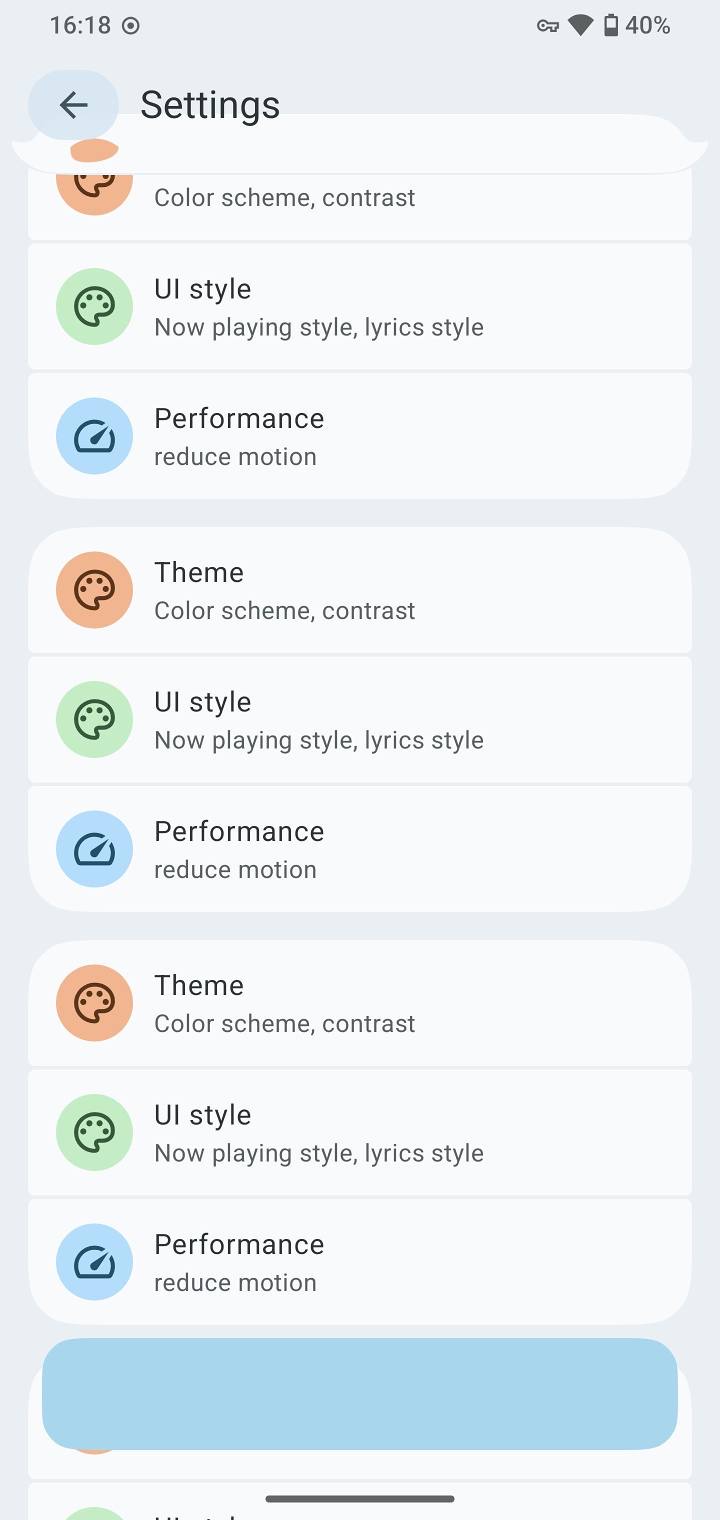 16:18
40%
Settings
Color scheme, contrast
UI style
Now playing style, lyrics style
Performance
reduce motion
Theme
Color scheme, contrast
UI style
Now playing style, lyrics style
Performance
reduce motion
Theme
Color scheme, contrast
UI style
Now playing style, lyrics style
Performance
reduce motion